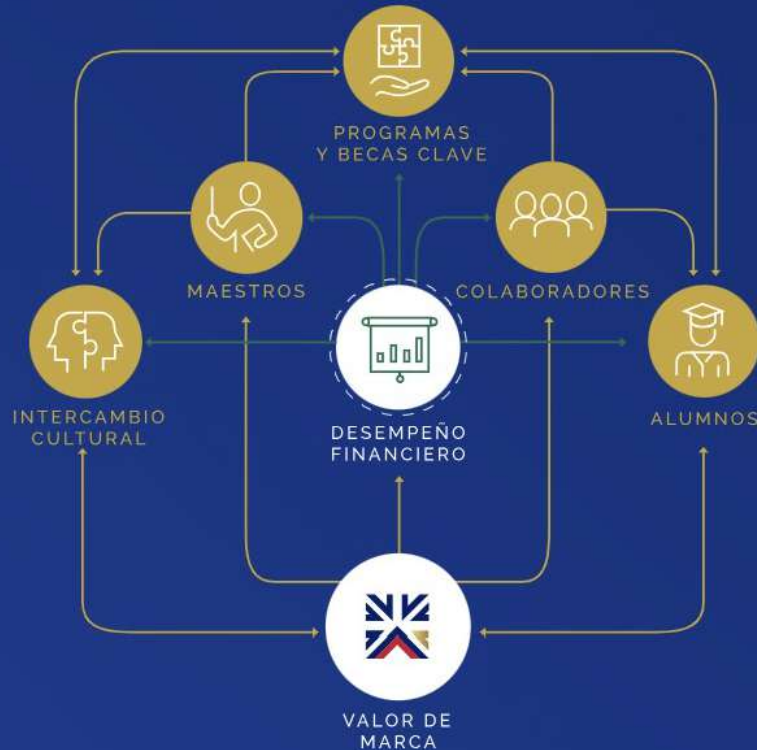 PROGRAMAS
Y BECAS CLAVE
MAESTROS
COLABORADORES
INTERCAMBIO
CULTURAL
DESEMPEÑO
FINANCIERO
ALUMNOS
VALOR DE
MARCA